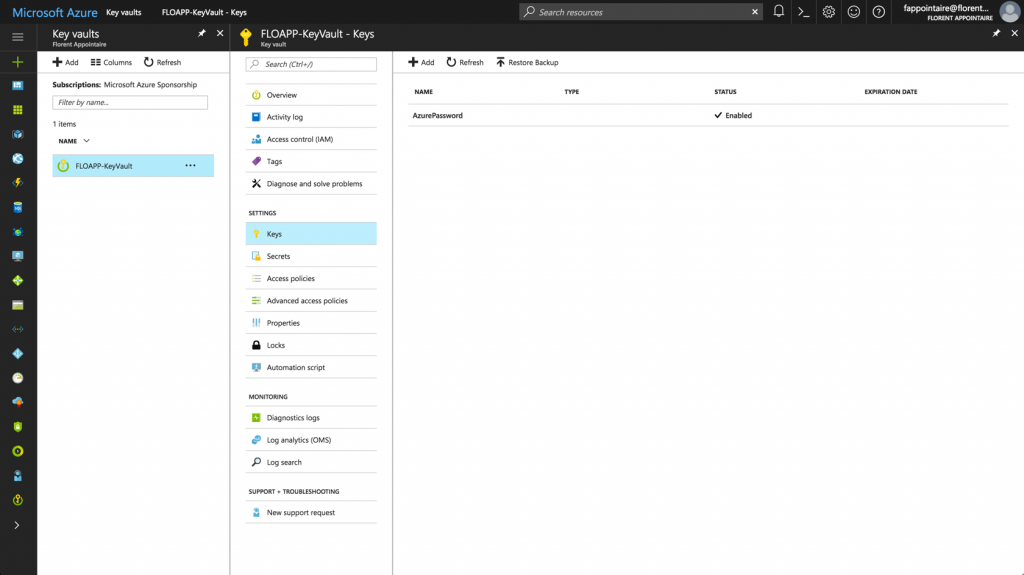 Microsoft Azure Key vaults FLOAPP-KeyVault - Keys
Search resources
fappointaire@florent...
FLORENT APPOINTAIRE
Key vaults
Florent Appointaire
Add Columns Refresh
Subscriptions: Microsoft Azure Sponsorship
Filter by name...
1 items
NAME
FLOAPP-KeyVault ...
FLOAPP-KeyVault - Keys
Key vault
Search (Ctrl+/)
Overview
Activity log
Access control (IAM)
Tags
Diagnose and solve problems
SETTINGS
Keys
Secrets
Access policies
Advanced access policies
Properties
Locks
Automation script
MONITORING
Diagnostics logs
Log analytics (OMS)
Log search
SUPPORT + TROUBLESHOOTING
New support request
Add Refresh Restore Backup
NAME TYPE STATUS EXPIRATION DATE
AzurePassword Enabled